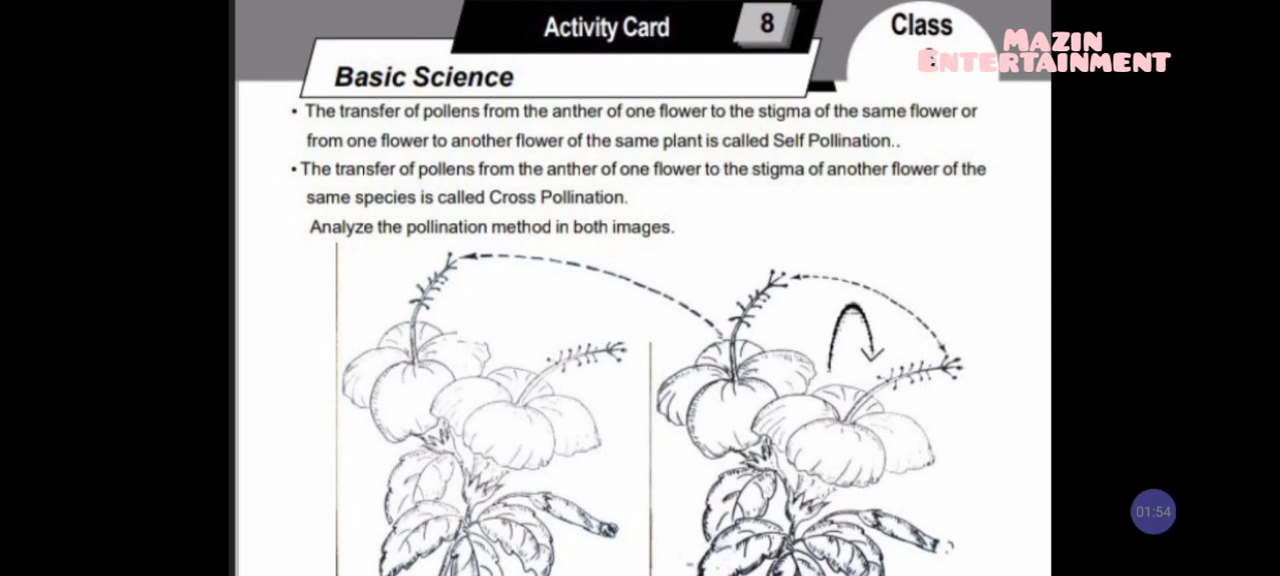 Activity Card
8
Class
MAZIN
ENTERTAINMENT
Basic Science
• The transfer of pollens from the anther of one flower to the stigma of the same flower or
from one flower to another flower of the same plant is called Self Pollination..
• The transfer of pollens from the anther of one flower to the stigma of another flower of the
same species is called Cross Pollination.
Analyze the pollination method in both images.
01:54